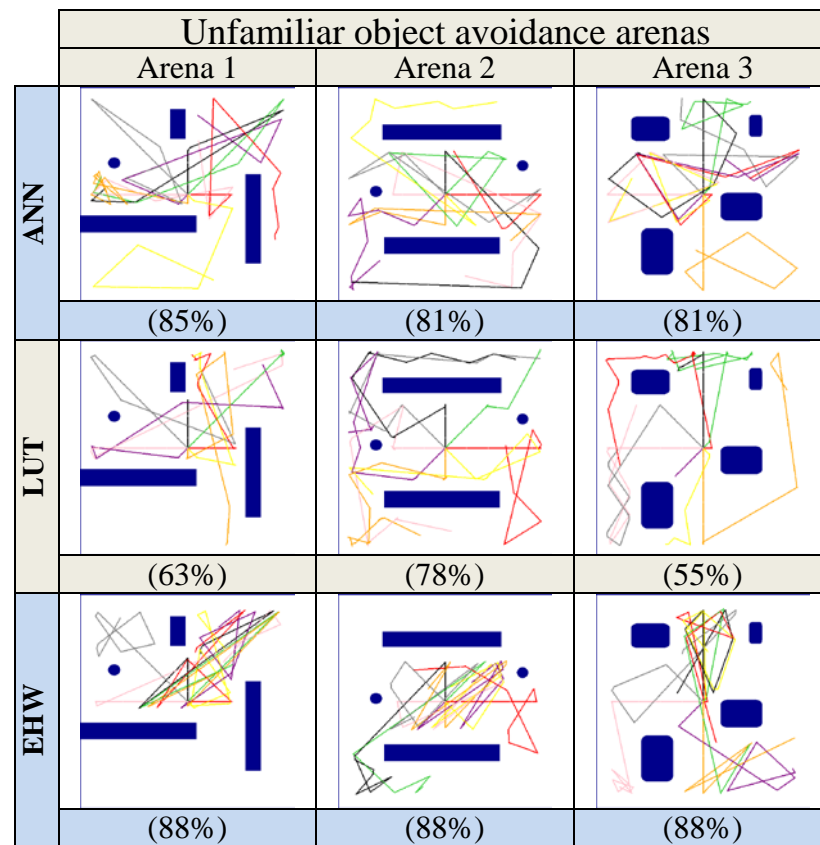 Unfamiliar object avoidance arenas
Arena 1 Arena 2 Arena 3
ANN
(85%) (81%) (81%)
LUT
(63%) (78%) (55%)
EHW
(88%) (88%) (88%)